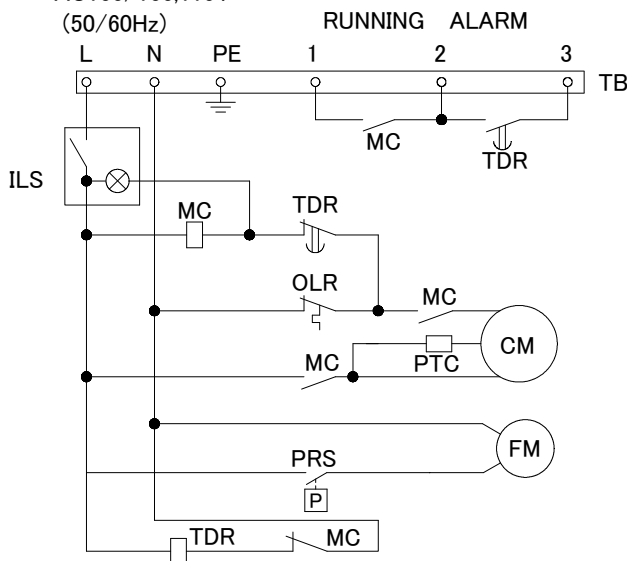 (50/60Hz)
RUNNING ALARM
L N PE 1 2 3
TB
MC
TDR
ILS
MC
TDR
OLR
MC
CM
MC
PTC
FM
PRS
P
TDR
MC